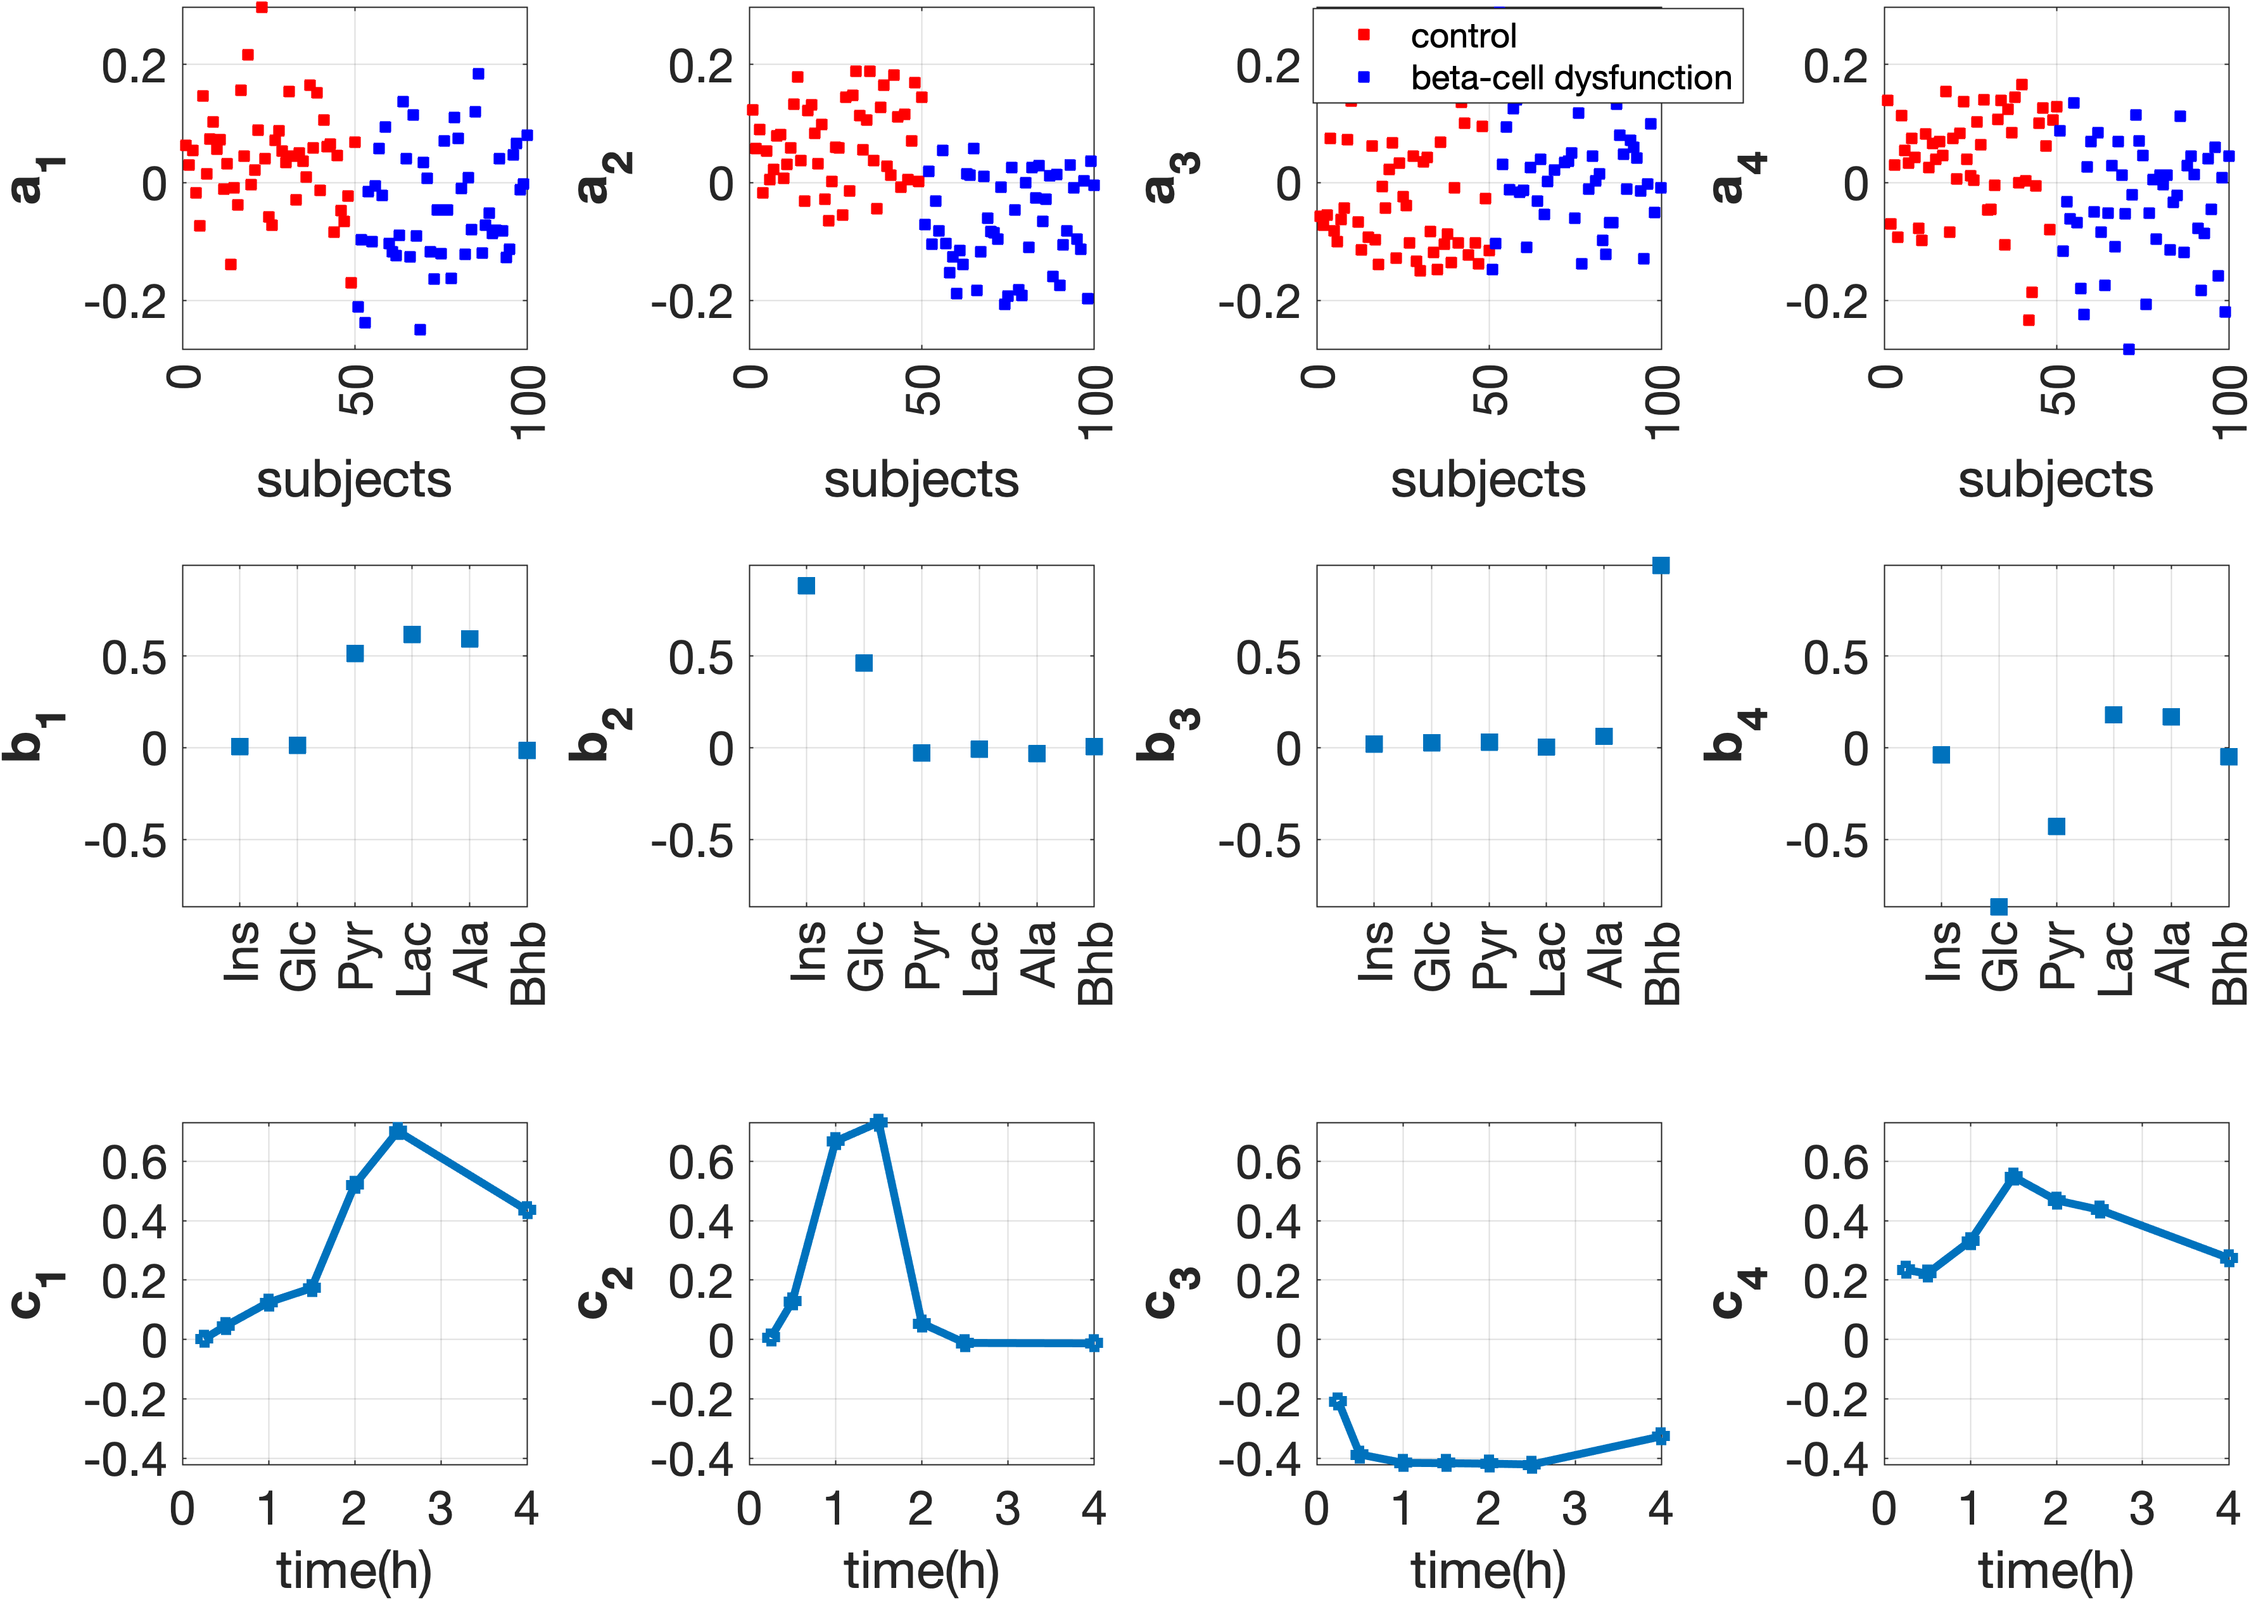 control
beta-cell dysfunction
a1 0.2 0 -0.2 0 50 100 subjects
a2 0.2 0 -0.2 0 50 100 subjects
a3 0.2 0 -0.2 0 50 100 subjects
a4 0.2 0 -0.2 0 50 100 subjects
b1 0.5 0 -0.5 Ins Glc Pyr Lac Ala Bhb
b2 0.5 0 -0.5 Ins Glc Pyr Lac Ala Bhb
b3 0.5 0 -0.5 Ins Glc Pyr Lac Ala Bhb
b4 0.5 0 -0.5 Ins Glc Pyr Lac Ala Bhb
c1 0.6 0.4 0.2 0 -0.2 -0.4 0 1 2 3 4 time(h)
c2 0.6 0.4 0.2 0 -0.2 -0.4 0 1 2 3 4 time(h)
c3 0.6 0.4 0.2 0 -0.2 -0.4 0 1 2 3 4 time(h)
c4 0.6 0.4 0.2 0 -0.2 -0.4 0 1 2 3 4 time(h)